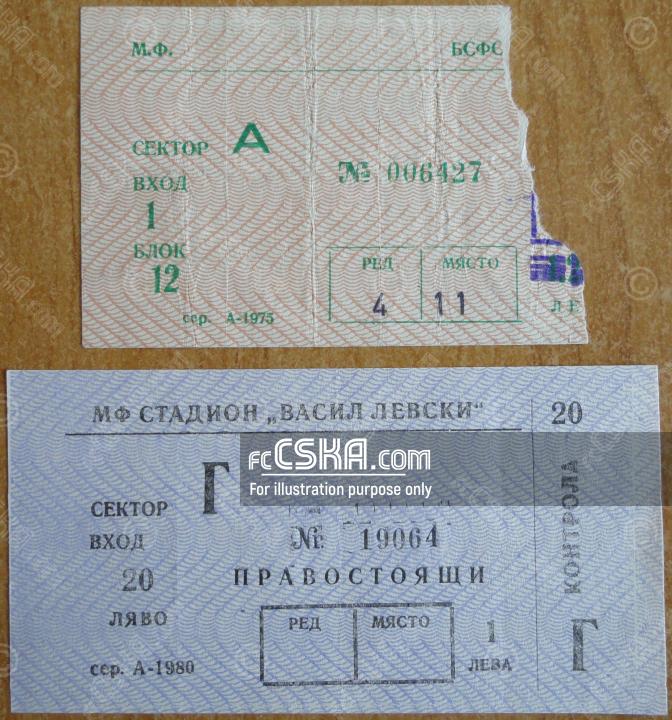 М.Ф. БСФС
СЕКТОР А
ВХОД
1
№ 006427
БЛОК
12
РЕД МЯСТО
4 11
сер. А-1975
МФ СТАДИОН „ВАСИЛ ЛЕВСКИ“ 20
fcCSKA.com
For illustration purpose only
СЕКТОР Г
ВХОД
№ 19064
20
ПРАВОСТОЯЩИ
ЛЯВО
РЕД МЯСТО
1
ЛЕВА
сер. А-1980
КОНТРОЛА
Г